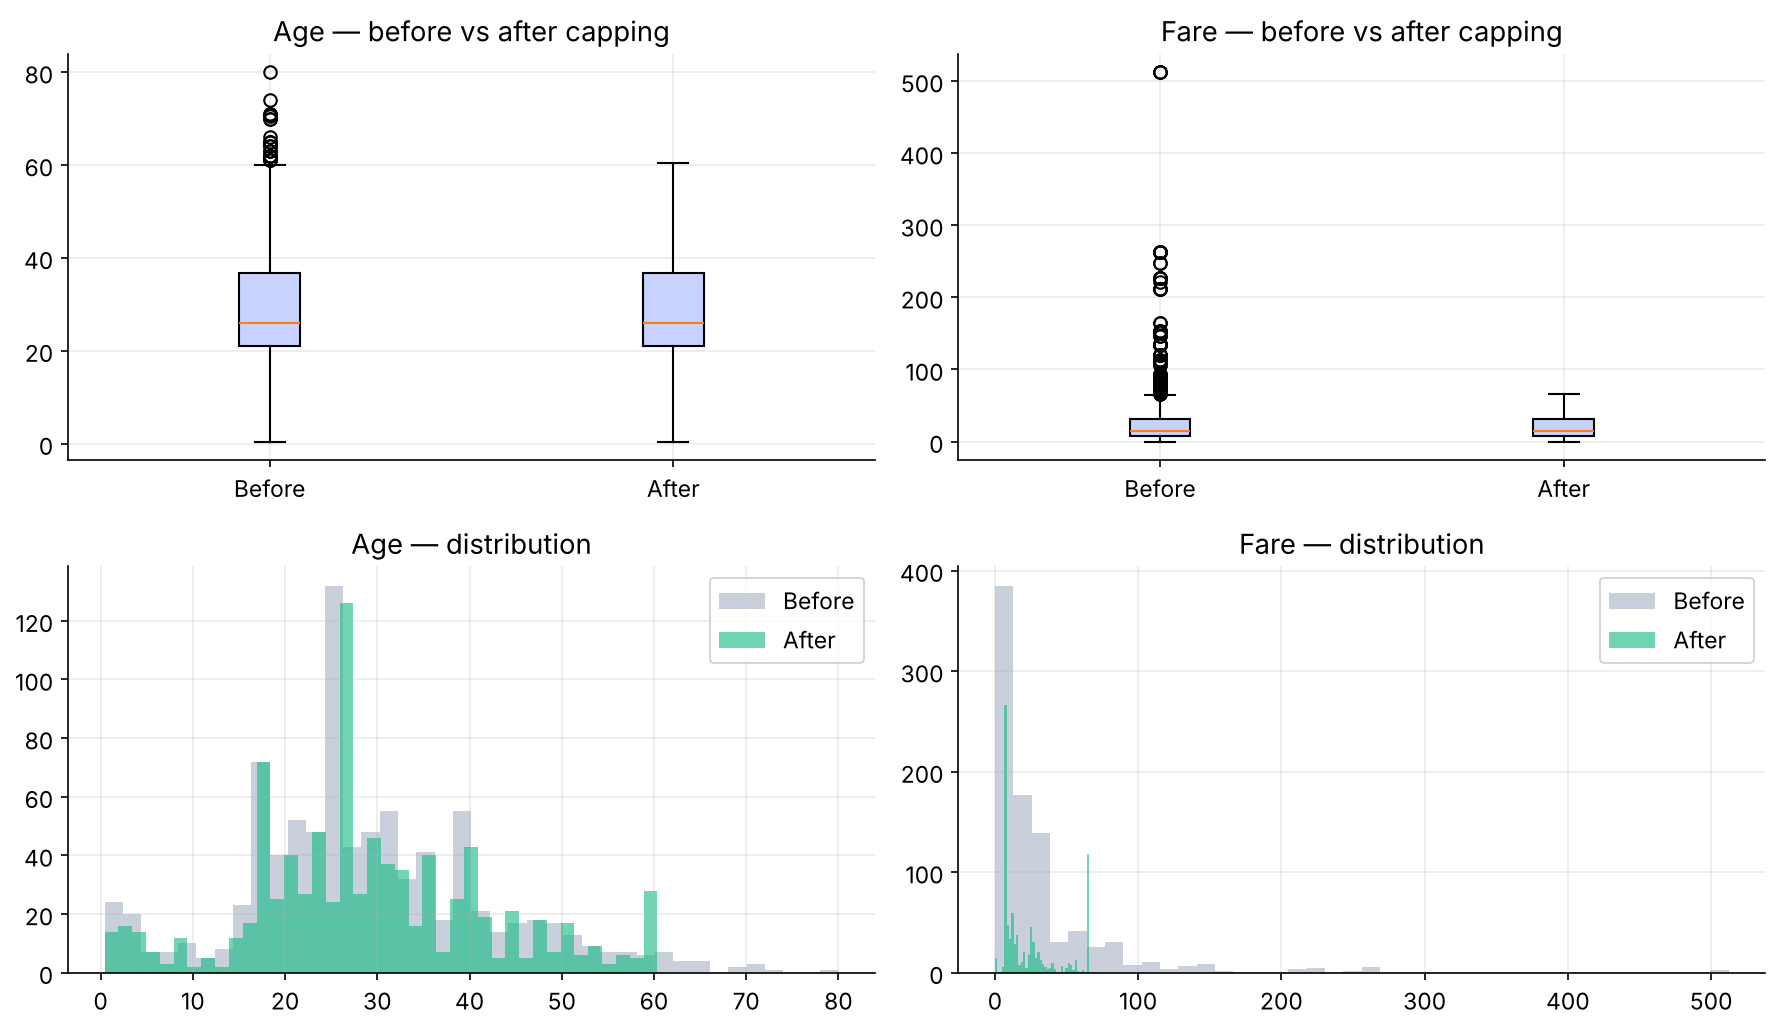 Age — before vs after capping
80
60
40
20
0
Before
After
Fare — before vs after capping
500
400
300
200
100
0
Before
After
Age — distribution
120
100
80
60
40
20
0
0 10 20 30 40 50 60 70 80
Before
After
Fare — distribution
400
300
200
100
0
0 100 200 300 400 500
Before
After